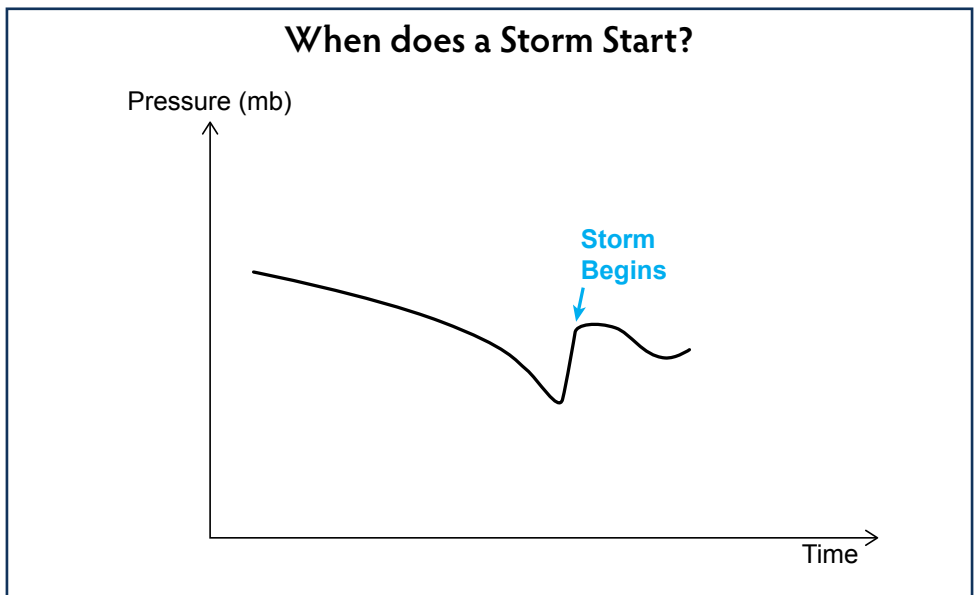 When does a Storm Start?
Pressure (mb)
Storm
Begins
Time